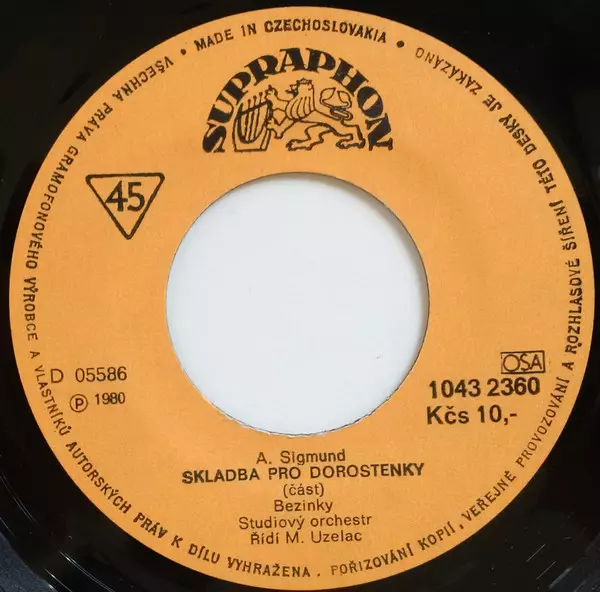 VŠECHNA PRÁVA GRAMOFONOVÉHO VÝROBCE A VLASTNÍKŮ AUTORSKÝCH PRÁV K DÍLU VYHRAŽENA. POŘIZOVÁNÍ KOPIÍ, VEŘEJNÉ PROVOZOVÁNÍ A ROZHLASOVÉ ŠÍŘENÍ TÉTO DESKY JE ZAKÁZÁNO • MADE IN CZECHOSLOVAKIA •
SUPRAPHON
45
OSA
D 05586
1043 2360
Ⓟ 1980
Kčs 10,-
A. Sigmund
SKLADBA PRO DOROSTENKY
(část)
Bezinky
Studiový orchestr
Řídí M. Uzelac